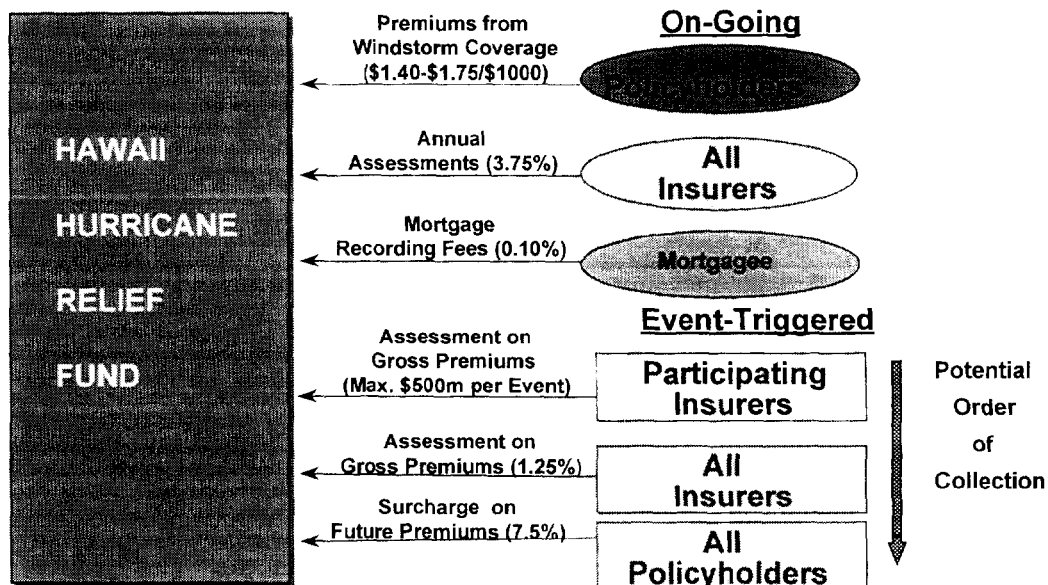 HAWAII
HURRICANE
RELIEF
FUND
On-Going
Premiums from
Windstorm Coverage
($1.40-$1.75/$1000)
Policyholders
Annual
Assessments (3.75%)
All
Insurers
Mortgage
Recording Fees (0.10%)
Mortgagee
Event-Triggered
Assessment on
Gross Premiums
(Max. $500m per Event)
Participating
Insurers
Assessment on
Gross Premiums (1.25%)
All
Insurers
Surcharge on
Future Premiums (7.5%)
All
Policyholders
Potential
Order
of
Collection